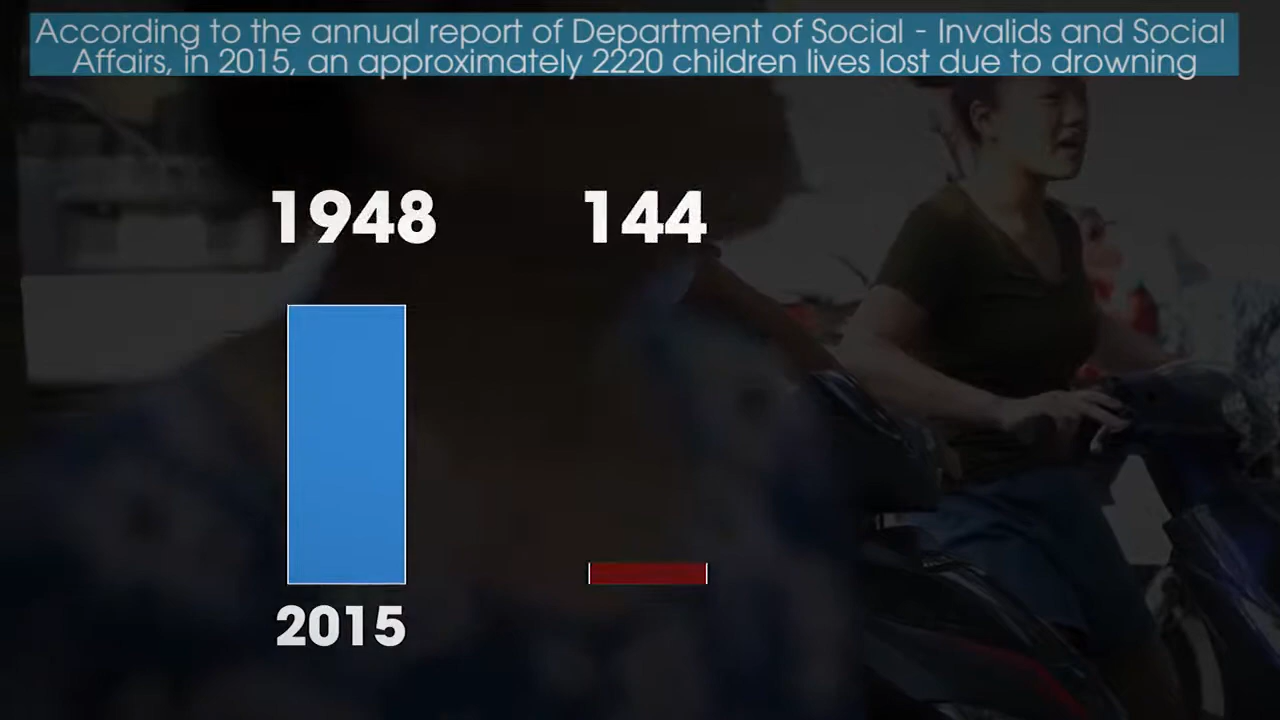 According to the annual report of Department of Social - Invalids and Social
Affairs, in 2015, an approximately 2220 children lives lost due to drowning
1948 144
2015